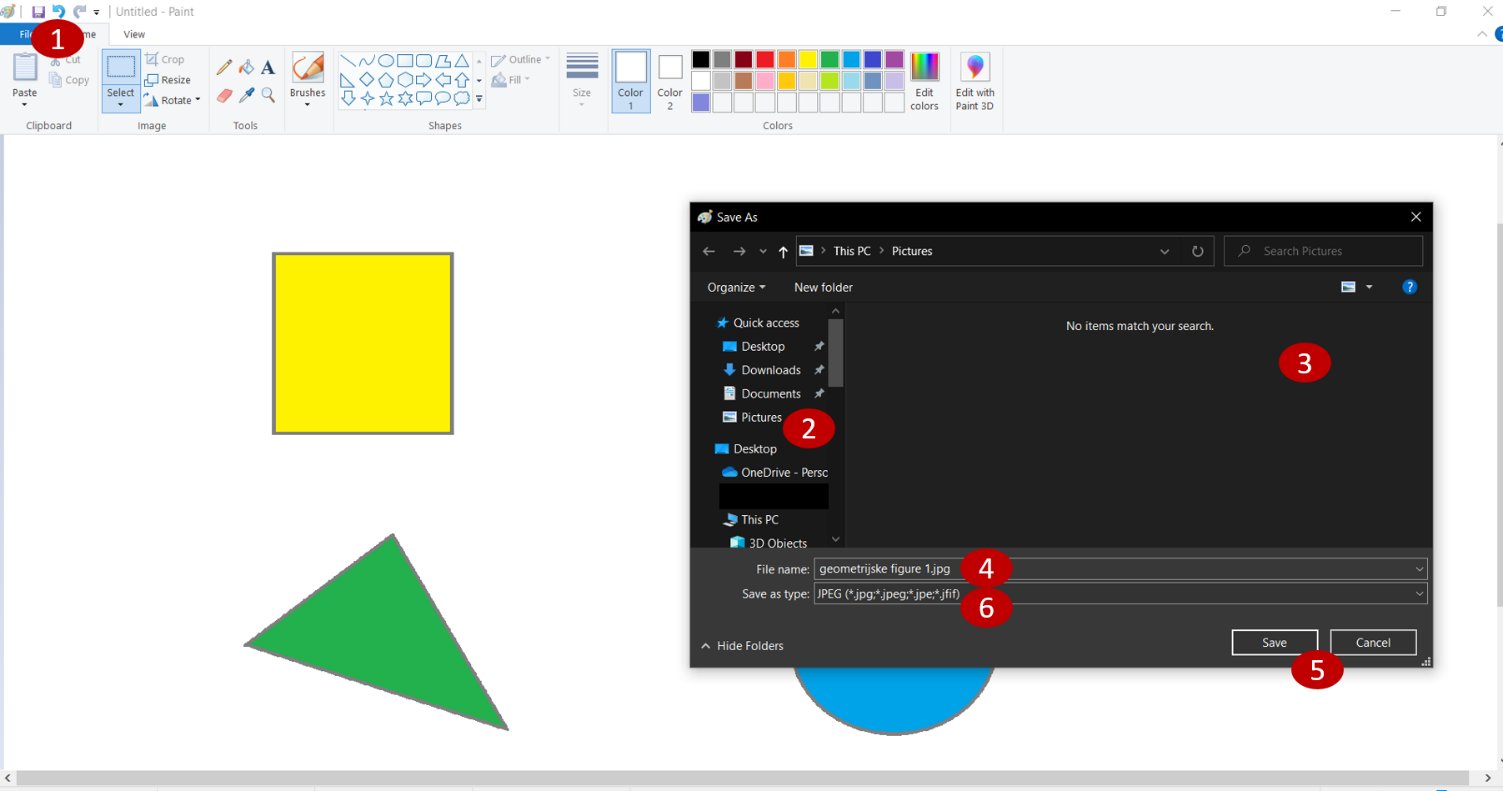 Untitled - Paint
View
1
Paste
Cut
Copy
Clipboard
Select
Crop
Resize
Rotate
Image
A
Tools
Brushes
Shapes
Outline
Fill
Size
Color
1
Color
2
Edit
colors
Colors
Edit with
Paint 3D
Save As
This PC > Pictures
Search Pictures
Organize
New folder
?
Quick access
Desktop
Downloads
Documents
Pictures
2
Desktop
OneDrive - Persc
This PC
3D Objects
No items match your search.
3
File name: geometrijske figure 1.jpg
4
Save as type: JPEG (*.jpg;*.jpeg;*.jpe;*.jfif)
6
Hide Folders
Save
Cancel
5